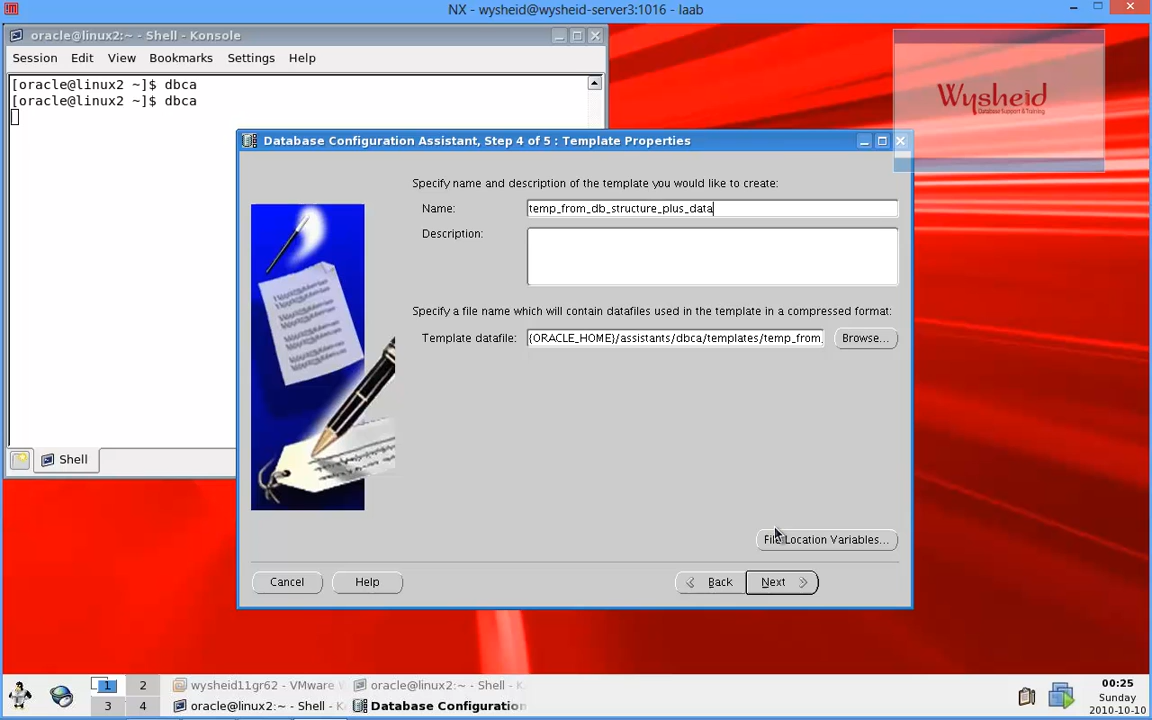 NX - wysheid@wysheid-server3:1016 - laab
oracle@linux2:~ - Shell - Konsole
Session Edit View Bookmarks Settings Help
[oracle@linux2 ~]$ dbca
[oracle@linux2 ~]$ dbca
Wysheid
Database Support & Training
Database Configuration Assistant, Step 4 of 5 : Template Properties
Specify name and description of the template you would like to create:
Name: temp_from_db_structure_plus_data
Description:
Specify a file name which will contain datafiles used in the template in a compressed format:
Template datafile: {ORACLE_HOME}/assistants/dbca/templates/temp_from_ Browse...
Shell
File Location Variables...
Cancel Help Back Next
1 2 wysheid11gr62 - VMware oracle@linux2:~ - Shell - K
3 4 oracle@linux2:~ - Shell - K Database Configuration
00:25
Sunday
2010-10-10